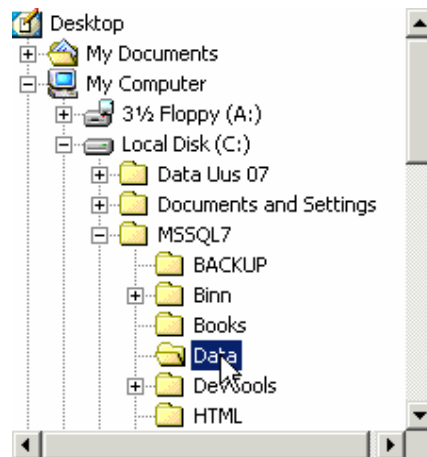 Desktop
My Documents
My Computer
3½ Floppy (A:)
Local Disk (C:)
Data Uus 07
Documents and Settings
MSSQL7
BACKUP
Binn
Books
Data
DevTools
HTML